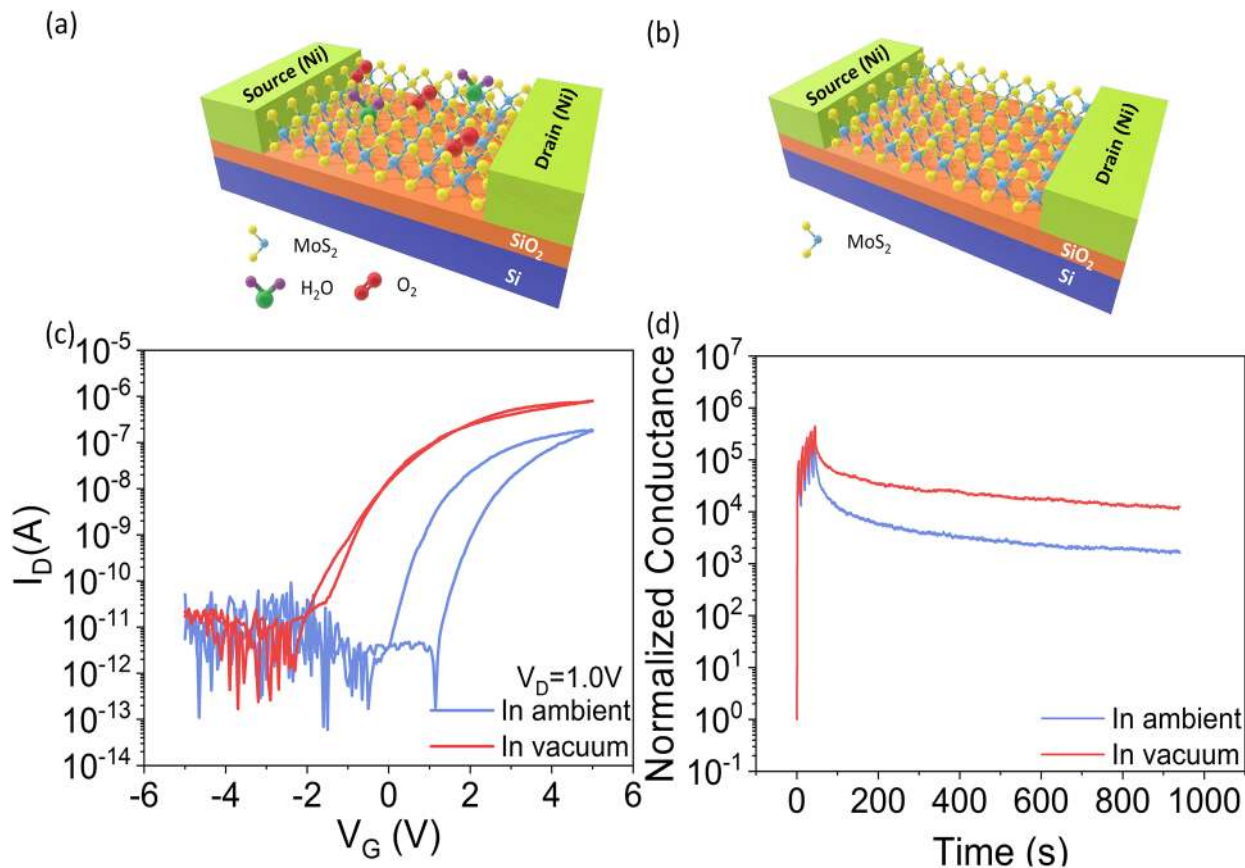 (a)
Source (Ni)
Drain (Ni)
SiO₂
Si
MoS₂
H₂O
O₂
(b)
Source (Ni)
Drain (Ni)
SiO₂
Si
MoS₂
(c)
10⁻⁵
10⁻⁶
10⁻⁷
10⁻⁸
10⁻⁹
10⁻¹⁰
10⁻¹¹
10⁻¹²
10⁻¹³
10⁻¹⁴
I_D(A)
V_D=1.0V
In ambient
In vacuum
-6 -4 -2 0 2 4 6
V_G (V)
(d)
10⁷
10⁶
10⁵
10⁴
10³
10²
10¹
10⁰
10⁻¹
Normalized Conductance
In ambient
In vacuum
0 200 400 600 800 1000
Time (s)